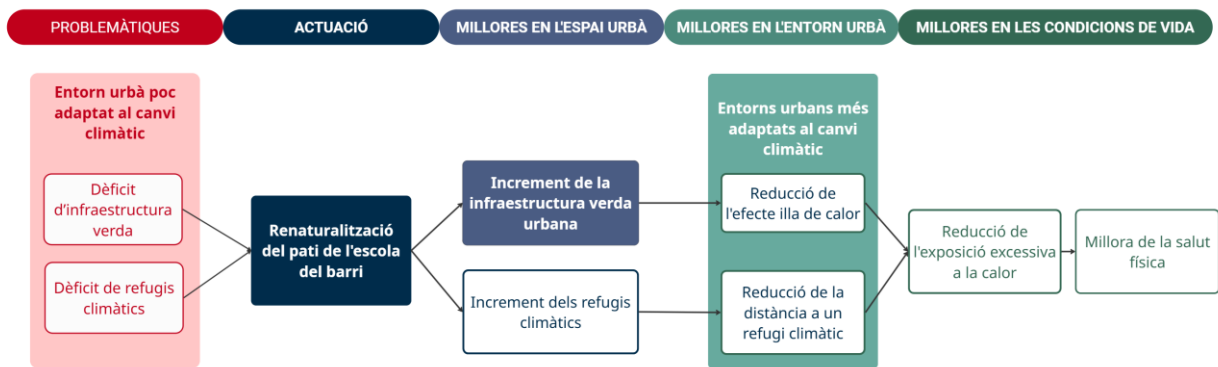 PROBLEMÀTIQUES
ACTUACIÓ
MILLORES EN L'ESPAI URBÀ
MILLORES EN L'ENTORN URBÀ
MILLORES EN LES CONDICIONS DE VIDA
Entorn urbà poc
adaptat al canvi
climàtic
Dèficit
d'infraestructura
verda
Dèficit de refugis
climàtics
Renaturalització
del pati de l'escola
del barri
Increment de la
infraestructura verda
urbana
Increment dels refugis
climàtics
Entorns urbans més
adaptats al canvi
climàtic
Reducció de
l'efecte illa de calor
Reducció de la
distància a un
refugi climàtic
Reducció de
l'exposició excessiva
a la calor
Millora de la salut
física